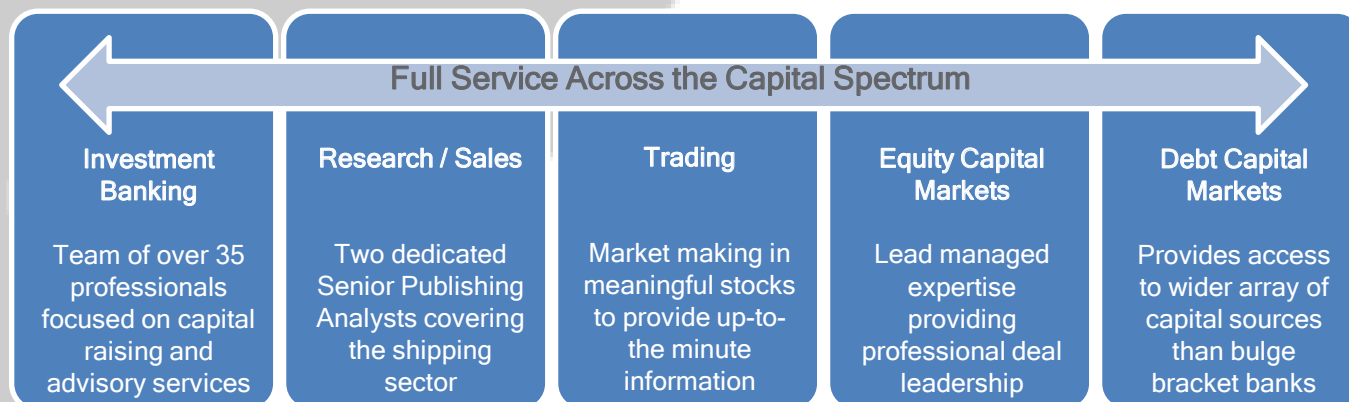 Full Service Across the Capital Spectrum
Investment
Banking
Team of over 35
professionals
focused on capital
raising and
advisory services
Research / Sales
Two dedicated
Senior Publishing
Analysts covering
the shipping
sector
Trading
Market making in
meaningful stocks
to provide up-to-
the minute
information
Equity Capital
Markets
Lead managed
expertise
providing
professional deal
leadership
Debt Capital
Markets
Provides access
to wider array of
capital sources
than bulge
bracket banks